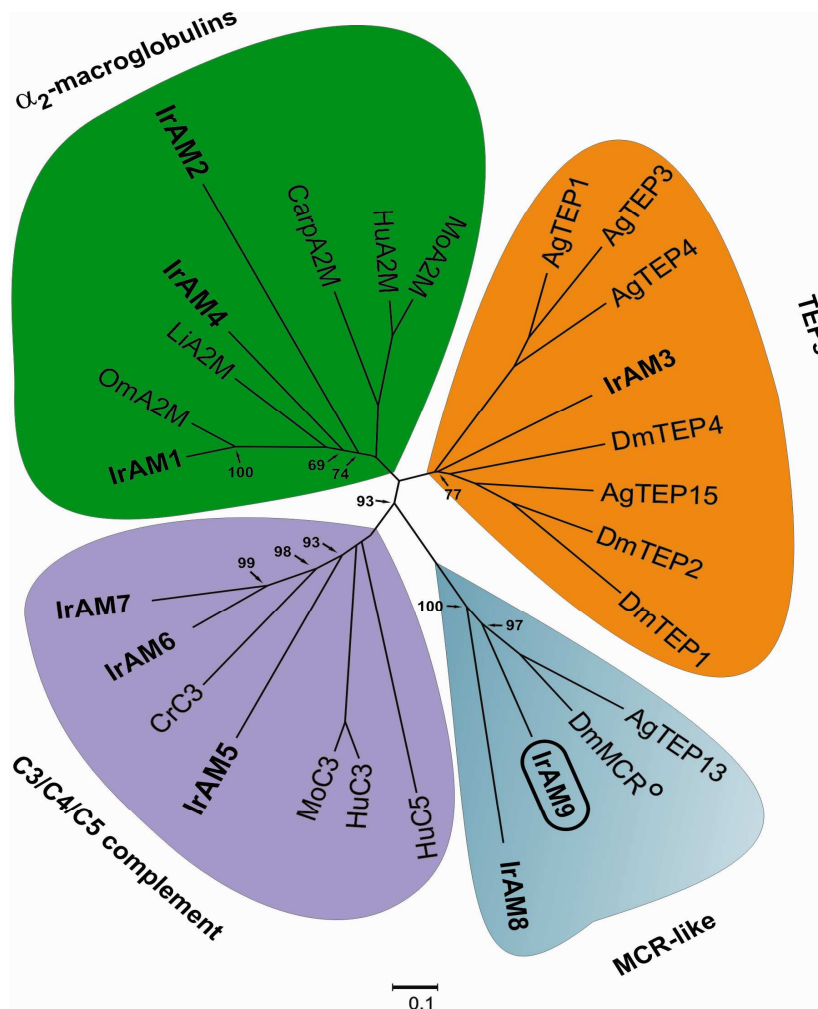 α2-macroglobulins
IrAM2
CarpA2M
HuA2M
MoA2M
IrAM4
LiA2M
OmA2M
IrAM1
100
69
74
AgTEP1
AgTEP3
AgTEP4
IrAM3
DmTEP4
AgTEP15
DmTEP2
DmTEP1
77
93
93
98
99
IrAM7
IrAM6
CrC3
IrAM5
MoC3
HuC3
HuC5
C3/C4/C5 complement
100
97
AgTEP13
DmMCR°
IrAM9
IrAM8
MCR-like
0.1